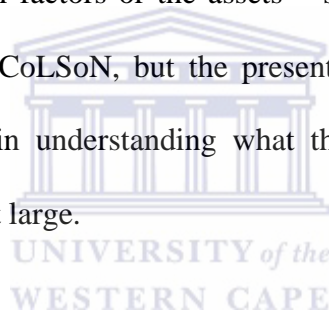 factors of the assets
CoLSoN, but the present
in understanding what th
large.
UNIVERSITY of the
WESTERN CAPE